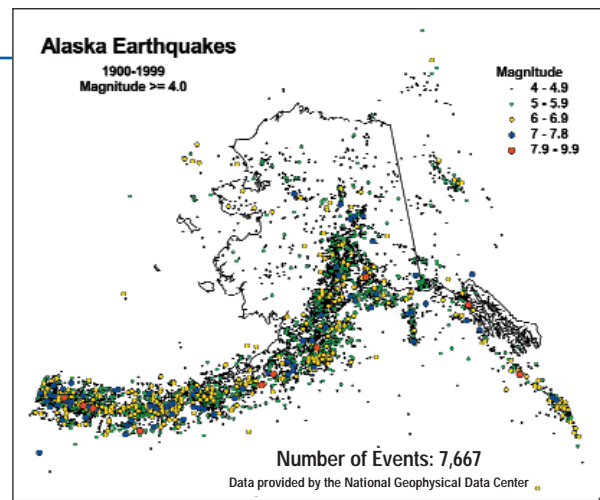 Alaska Earthquakes
1900-1999
Magnitude >= 4.0
Magnitude
4 - 4.9
5 - 5.9
6 - 6.9
7 - 7.8
7.9 - 9.9
Number of Events: 7,667
Data provided by the National Geophysical Data Center